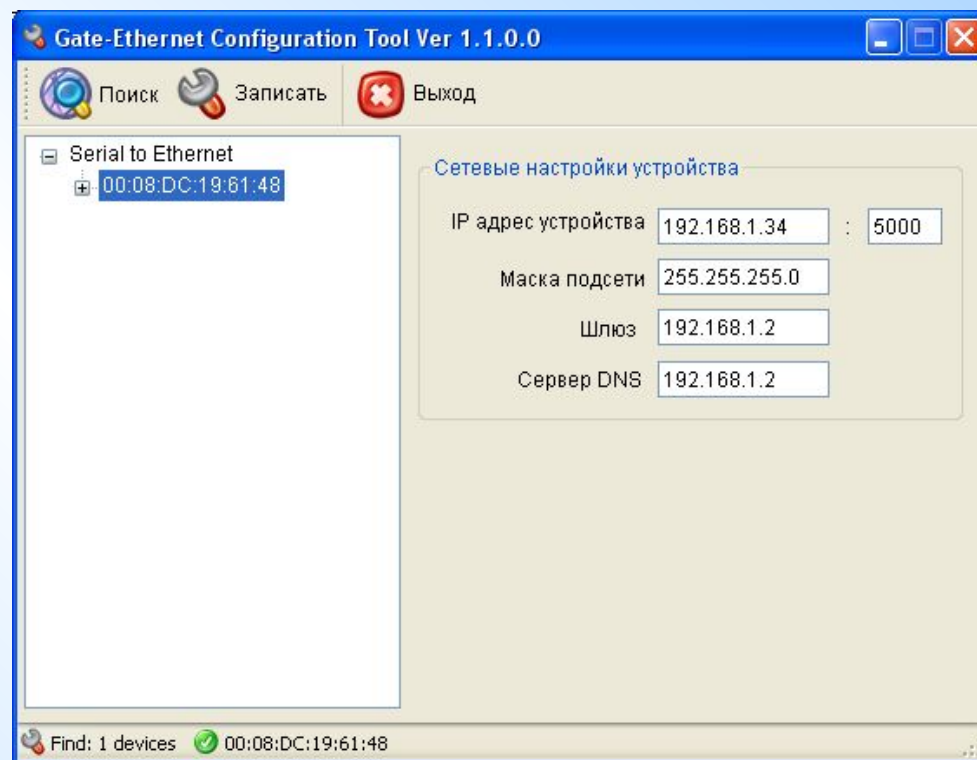 Gate-Ethernet Configuration Tool Ver 1.1.0.0
Поиск Записать Выход
Serial to Ethernet
00:08:DC:19:61:48
Сетевые настройки устройства
IP адрес устройства 192.168.1.34 : 5000
Маска подсети 255.255.255.0
Шлюз 192.168.1.2
Сервер DNS 192.168.1.2
Find: 1 devices 00:08:DC:19:61:48